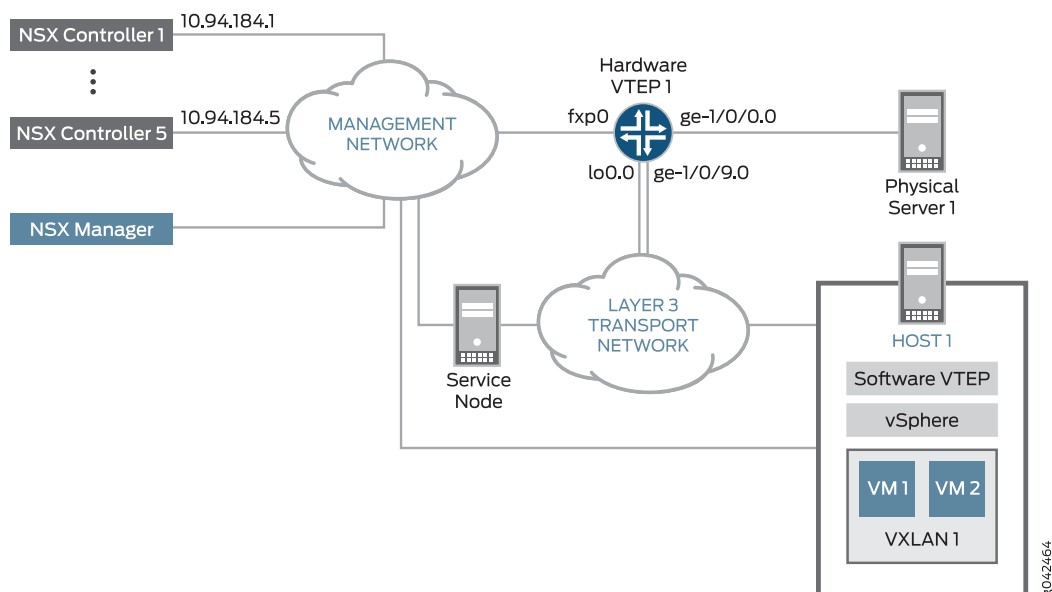 NSX Controller 1
10.94.184.1
NSX Controller 5
10.94.184.5
NSX Manager
MANAGEMENT
NETWORK
Hardware
VTEP 1
fxp0
ge-1/0/0.0
lo0.0
ge-1/0/9.0
Physical
Server 1
LAYER 3
TRANSPORT
NETWORK
Service
Node
HOST 1
Software VTEP
vSphere
VM 1
VM 2
VXLAN 1
g042464